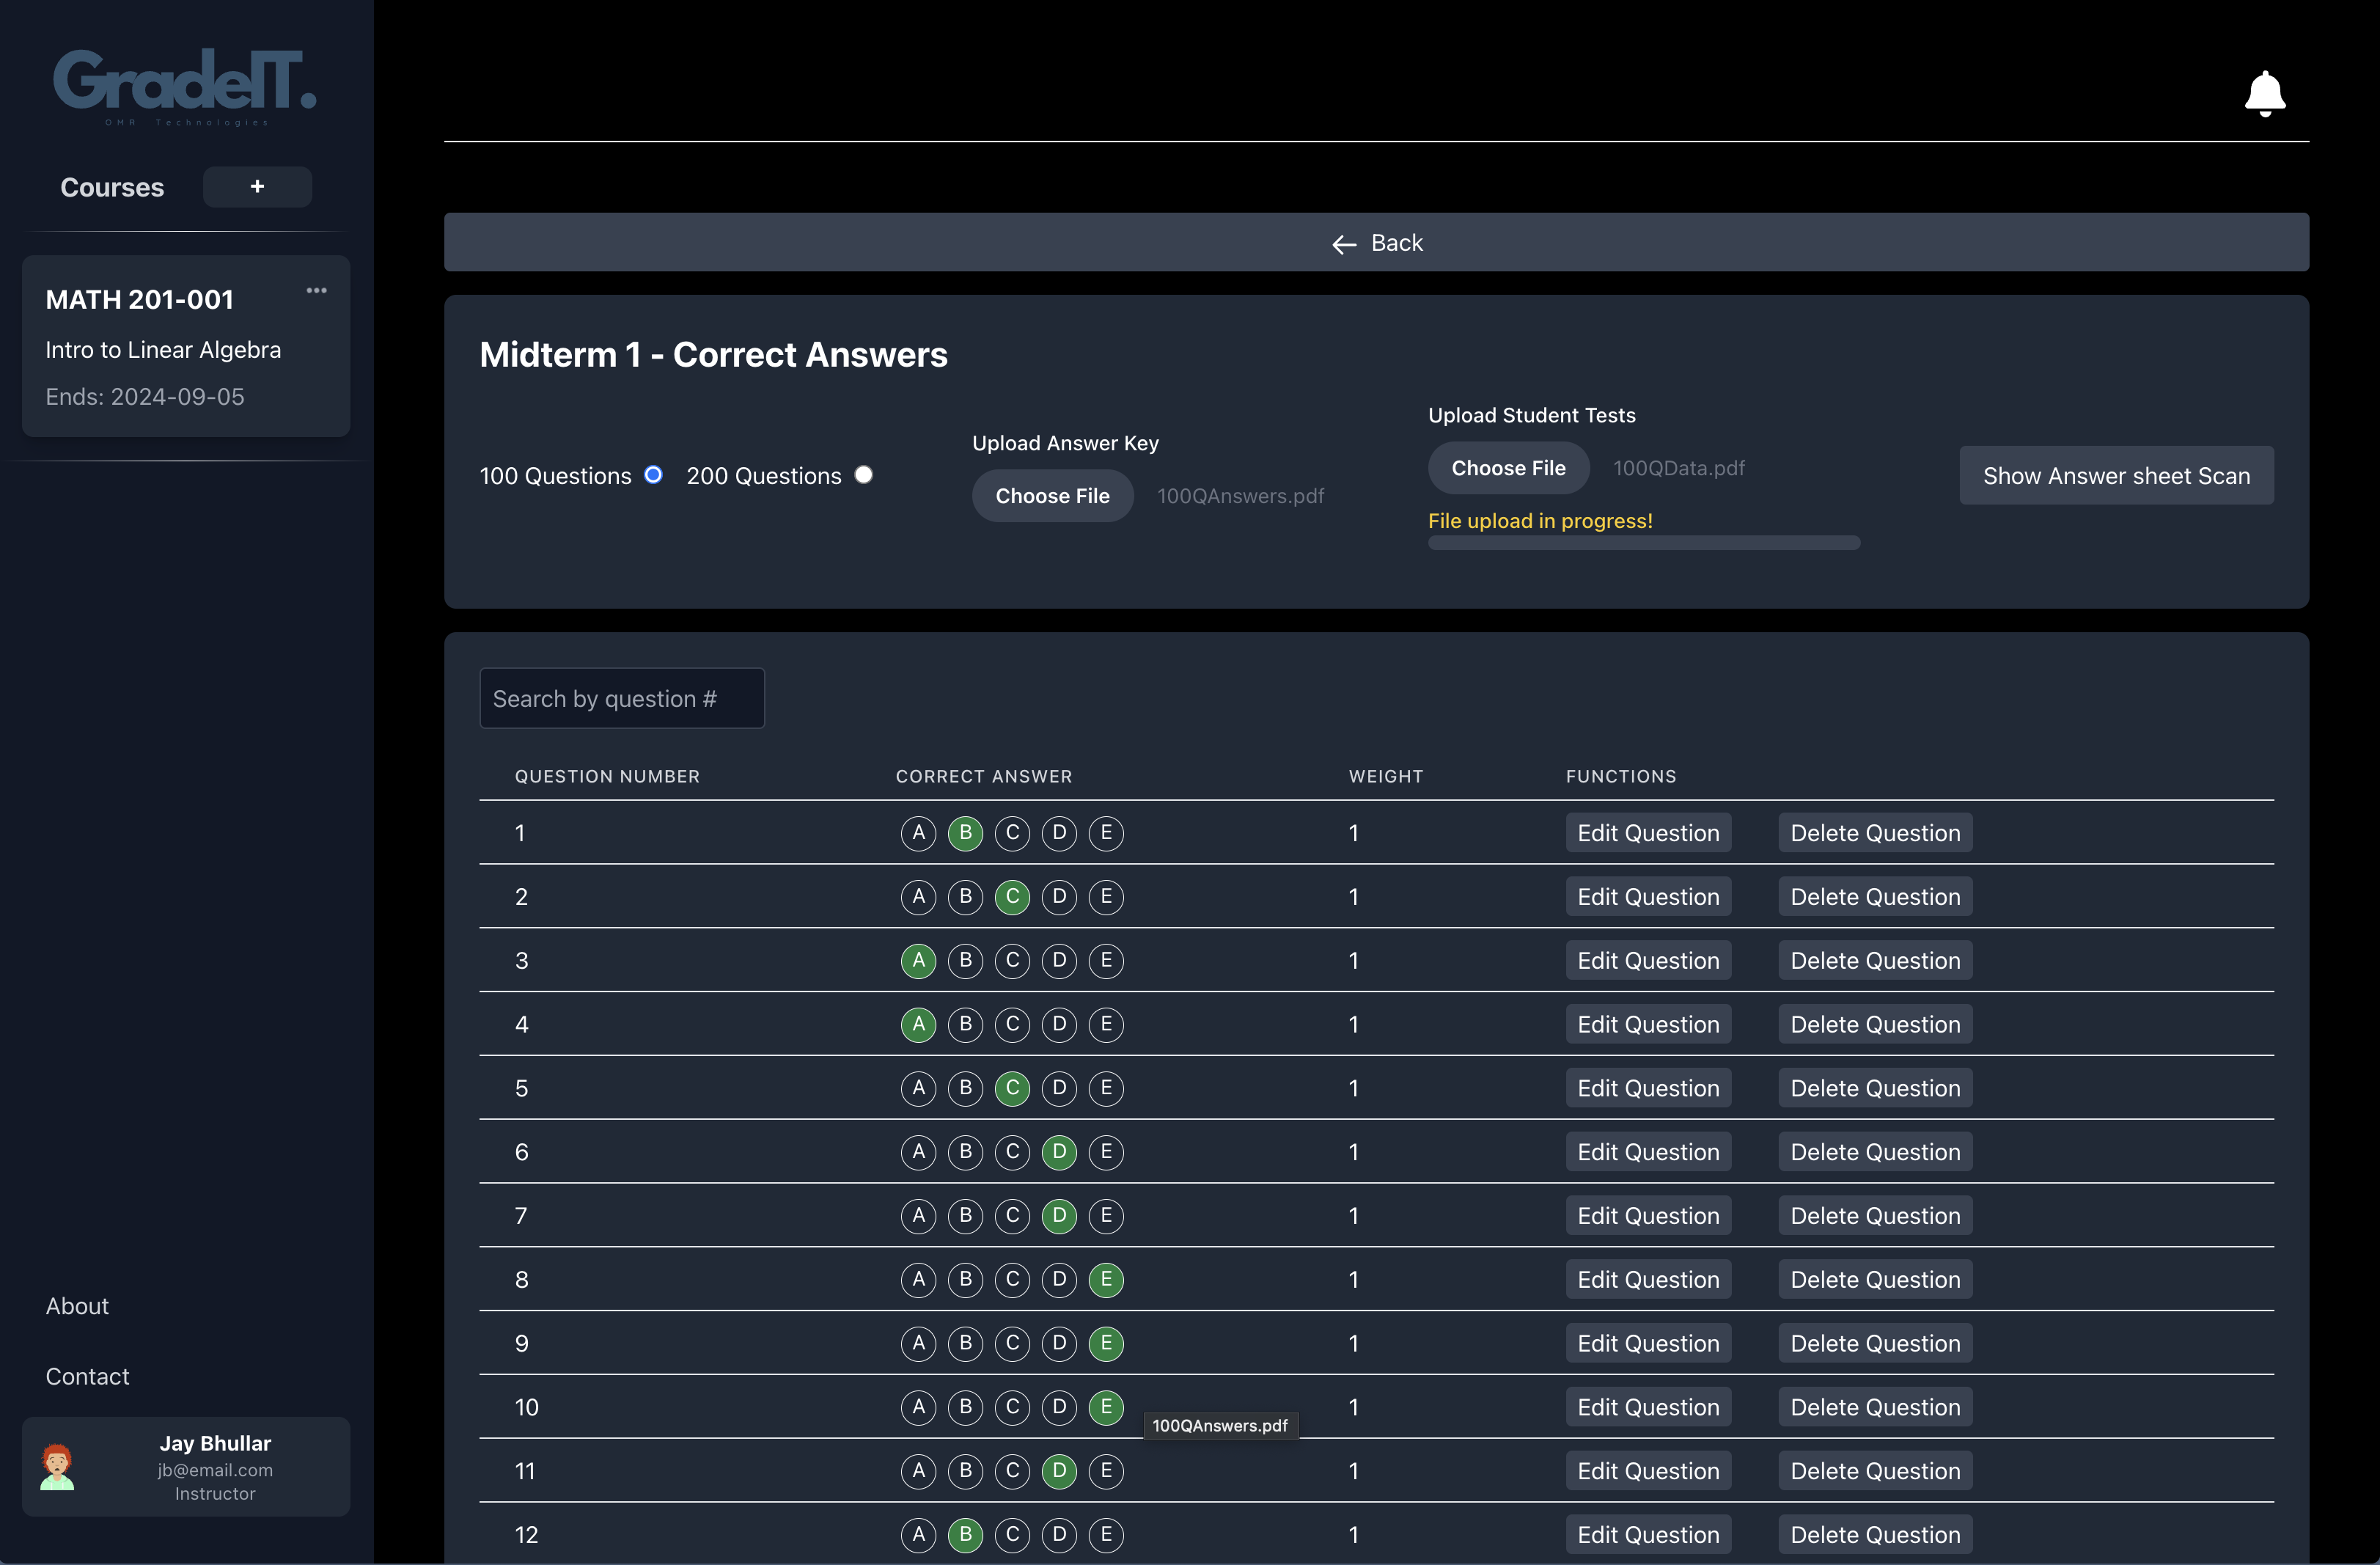 GradeIT.
OMR Technologies
Courses
+
MATH 201-001
Intro to Linear Algebra
Ends: 2024-09-05
About
Contact
Jay Bhullar
jb@email.com
Instructor
Back
Midterm 1 - Correct Answers
100 Questions 200 Questions
Upload Answer Key
Choose File 100QAnswers.pdf
Upload Student Tests
Choose File 100QData.pdf
File upload in progress!
Show Answer sheet Scan
Search by question #
QUESTION NUMBER CORRECT ANSWER WEIGHT FUNCTIONS
1 A B C D E 1 Edit Question Delete Question
2 A B C D E 1 Edit Question Delete Question
3 A B C D E 1 Edit Question Delete Question
4 A B C D E 1 Edit Question Delete Question
5 A B C D E 1 Edit Question Delete Question
6 A B C D E 1 Edit Question Delete Question
7 A B C D E 1 Edit Question Delete Question
8 A B C D E 1 Edit Question Delete Question
9 A B C D E 1 Edit Question Delete Question
10 A B C D E 1 Edit Question Delete Question
100QAnswers.pdf
11 A B C D E 1 Edit Question Delete Question
12 A B C D E 1 Edit Question Delete Question